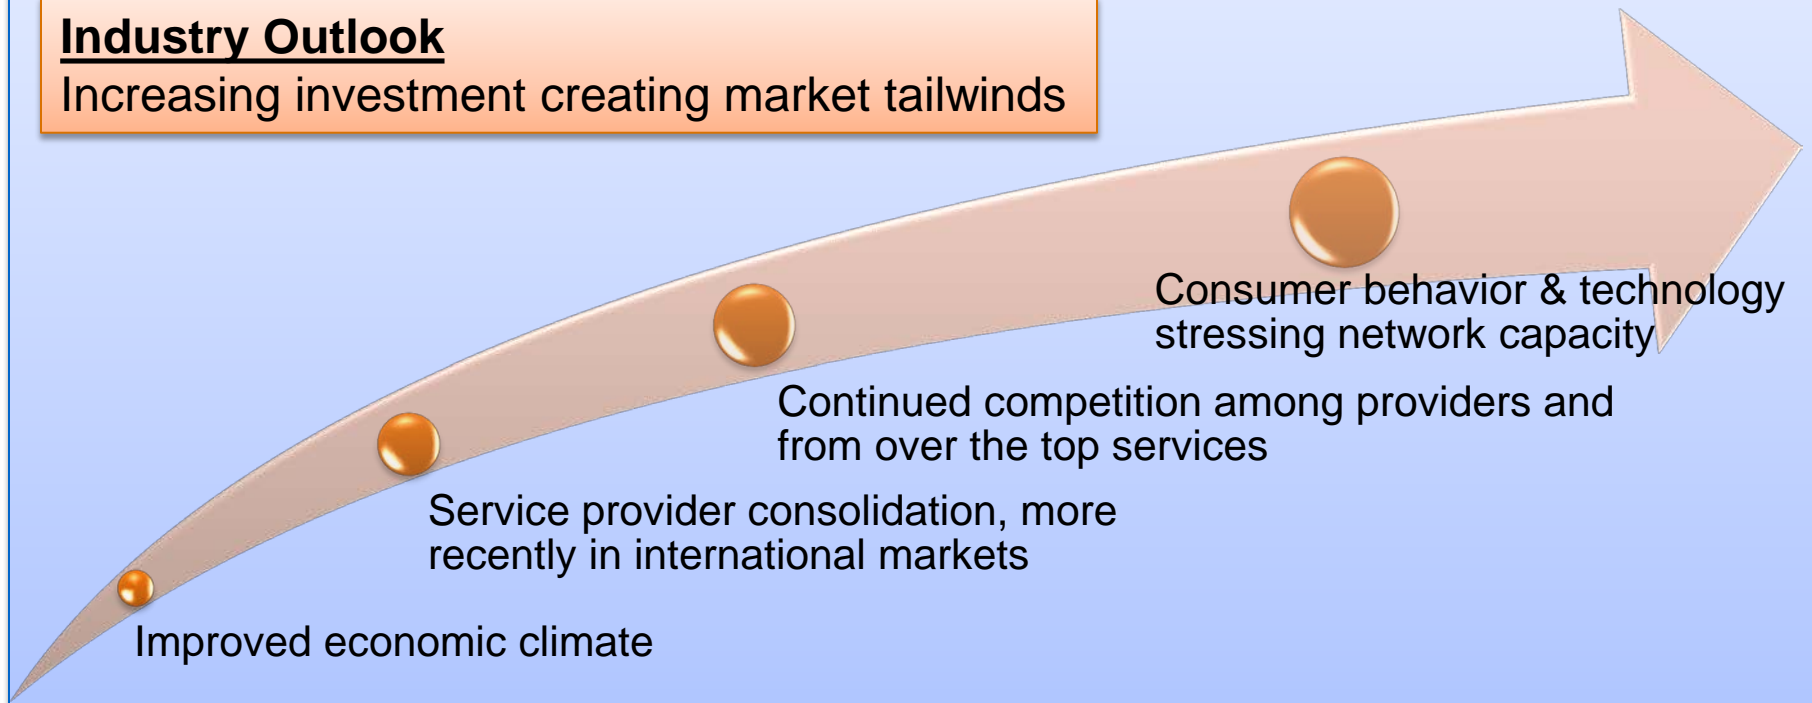 Industry Outlook
Increasing investment creating market tailwinds
Consumer behavior & technology
stressing network capacity
Continued competition among providers and
from over the top services
Service provider consolidation, more
recently in international markets
Improved economic climate